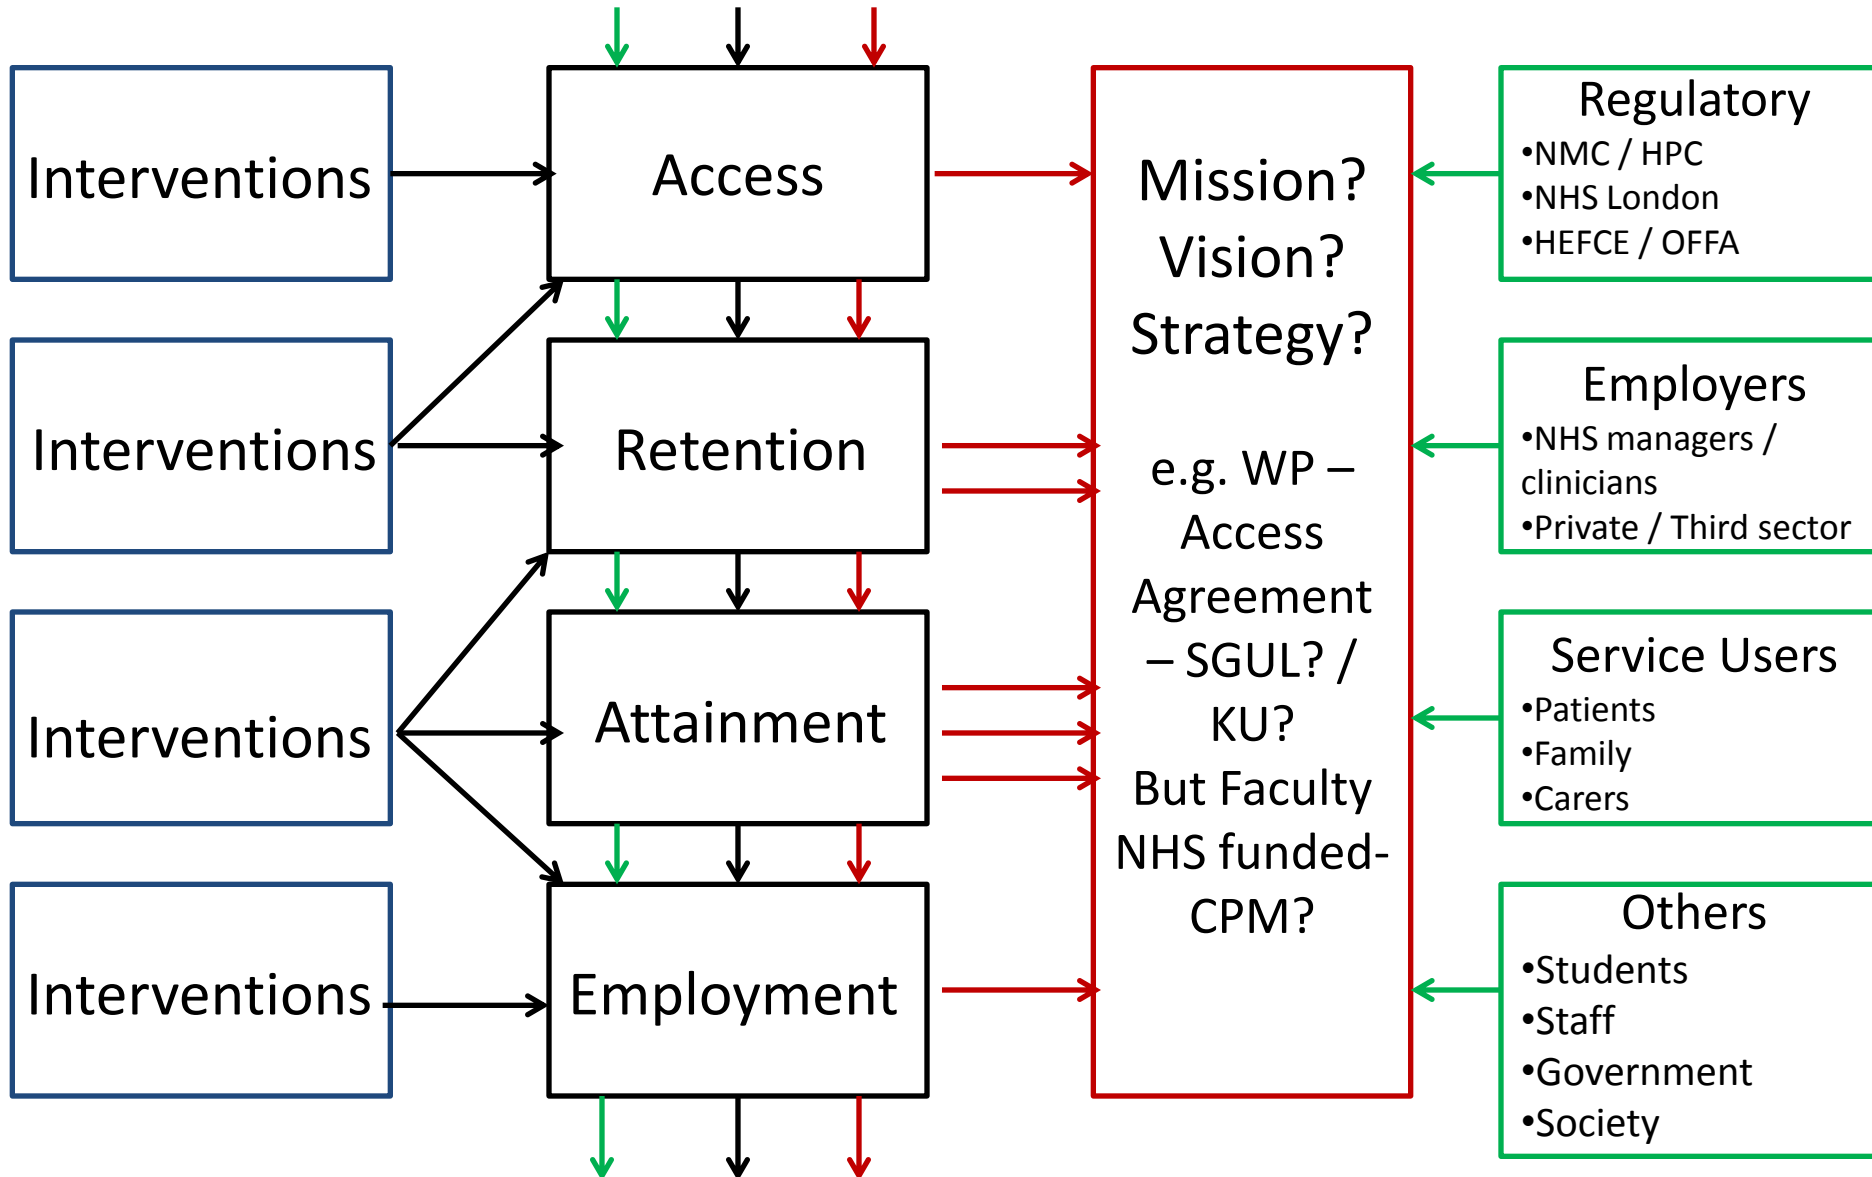 Interventions
Interventions
Interventions
Interventions
Access
Retention
Attainment
Employment
Mission?
Vision?
Strategy?
e.g. WP –
Access
Agreement
– SGUL? /
KU?
But Faculty
NHS funded-
CPM?
Regulatory
•NMC / HPC
•NHS London
•HEFCE / OFFA
Employers
•NHS managers /
clinicians
•Private / Third sector
Service Users
•Patients
•Family
•Carers
Others
•Students
•Staff
•Government
•Society